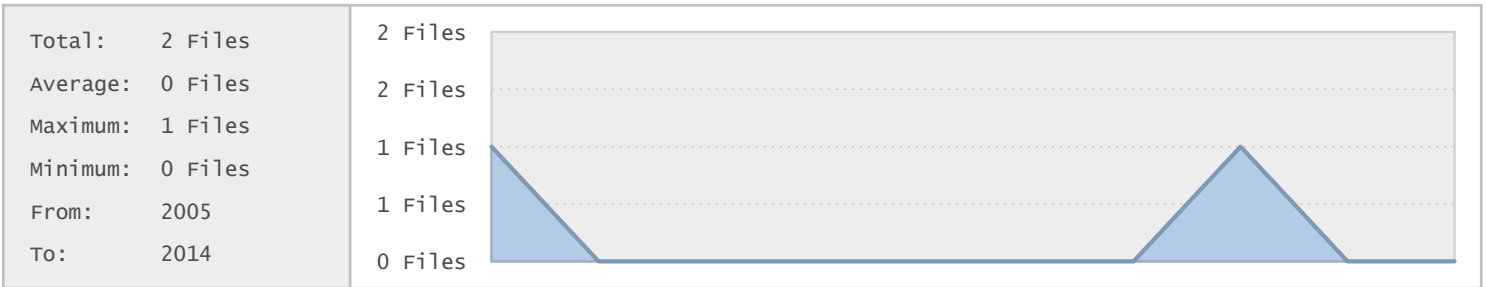 Total: 2 Files
Average: 0 Files
Maximum: 1 Files
Minimum: 0 Files
From: 2005
To: 2014
2 Files
2 Files
1 Files
1 Files
0 Files